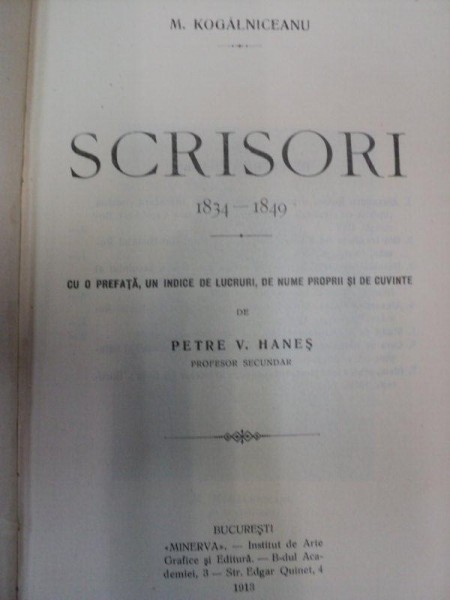 M. KOGĂLNICEANU
SCRISORI
1834—1849
CU O PREFAȚĂ, UN INDICE DE LUCRURI, DE NUME PROPRII ȘI DE CUVINTE
DE
PETRE V. HANEȘ
PROFESOR SECUNDAR
BUCUREȘTI
«MINERVA». — Institut de Arte
Grafice și Editură. — B-dul Aca-
demiei, 3 — Str. Edgar Quinet, 4
1913